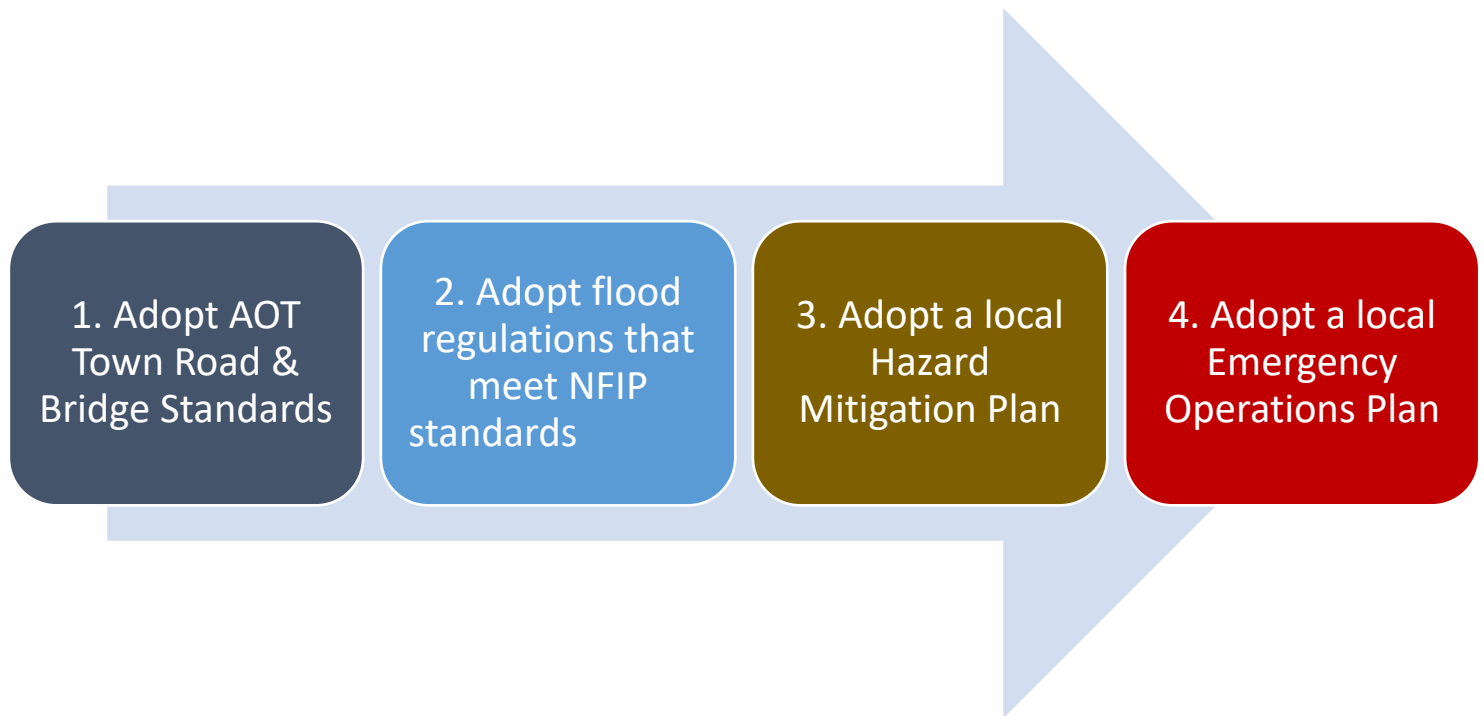 1. Adopt AOT
Town Road &
Bridge Standards
2. Adopt flood
regulations that
meet NFIP
standards
3. Adopt a local
Hazard
Mitigation Plan
4. Adopt a local
Emergency
Operations Plan